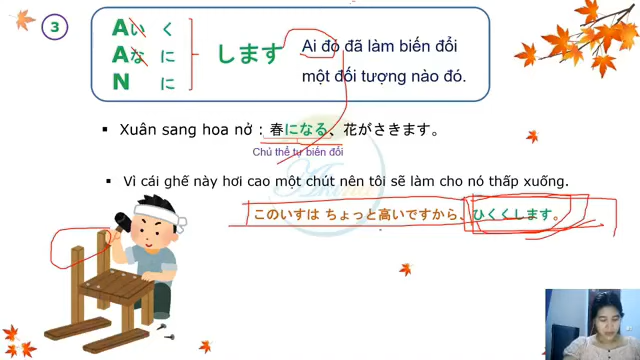 3
Aい く
Aな に
N に
します
Ai đó đã làm biến đổi
một đối tượng nào đó.
▪ Xuân sang hoa nở : 春になる、花がさきます。
Chủ thể tự biến đổi
▪ Vì cái ghế này hơi cao một chút nên tôi sẽ làm cho nó thấp xuống.
このいすは ちょっと高いですから、ひくくします。